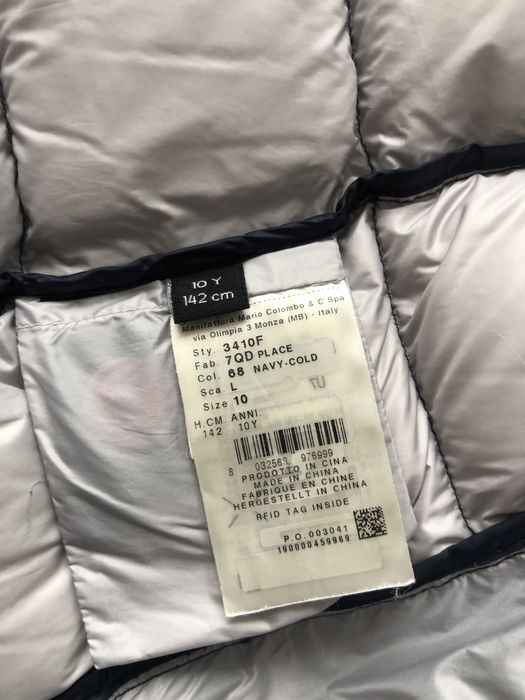 10 Y
142 cm
Manifattura Mario Colombo & C Spa
via Olimpia 3 Monza (MB) - Italy
Sty. 3410F
Fab. 7QD PLACE
Col. 68 NAVY-COLD
Sca. L
Size 10
H.CM. ANNI.
142 10Y
8 032563 976999
PRODOTTO IN CINA
MADE IN CHINA
FABRIQUE EN CHINE
HERGESTELLT IN CHINA
RFID TAG INSIDE
P.O. 003041
190000459969